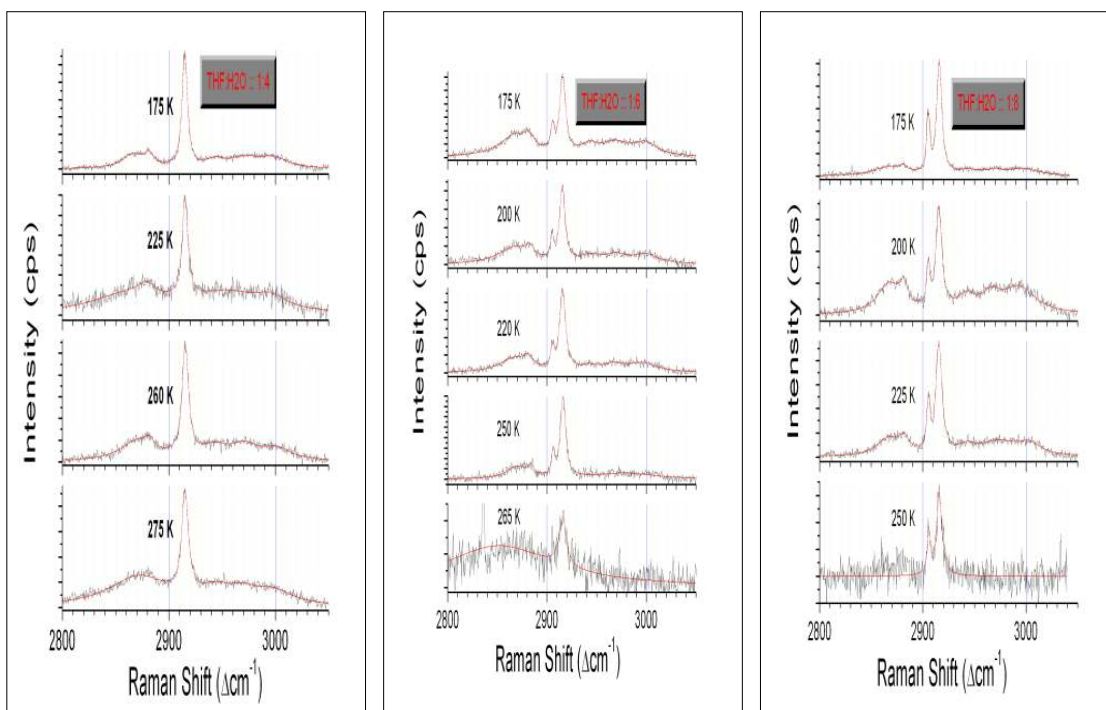 THF:H2O :: 1:4
175 K
225 K
260 K
275 K
Intensity (cps)
2800 2900 3000
Raman Shift (Δcm-1)
THF:H2O :: 1:6
175 K
200 K
220 K
250 K
265 K
Intensity (cps)
2800 2900 3000
Raman Shift (Δcm-1)
THF:H2O :: 1:8
175 K
200 K
225 K
250 K
Intensity (cps)
2800 2900 3000
Raman Shift (Δcm-1)